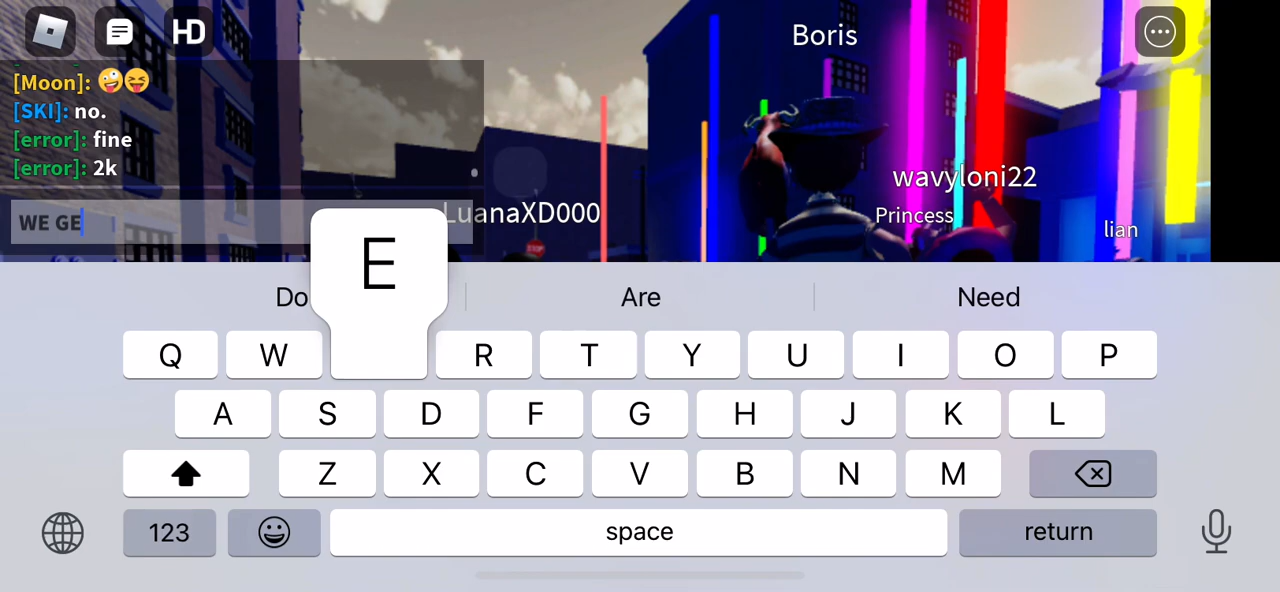 HD
Boris
[Moon]: 🤪😝
[SKI]: no.
[error]: fine
[error]: 2k
wavyloni22
WE GE
LuanaXD000
Princess
lian
STOP
E
Do
Are
Need
Q W R T Y U I O P
A S D F G H J K L
Z X C V B N M
123 space return